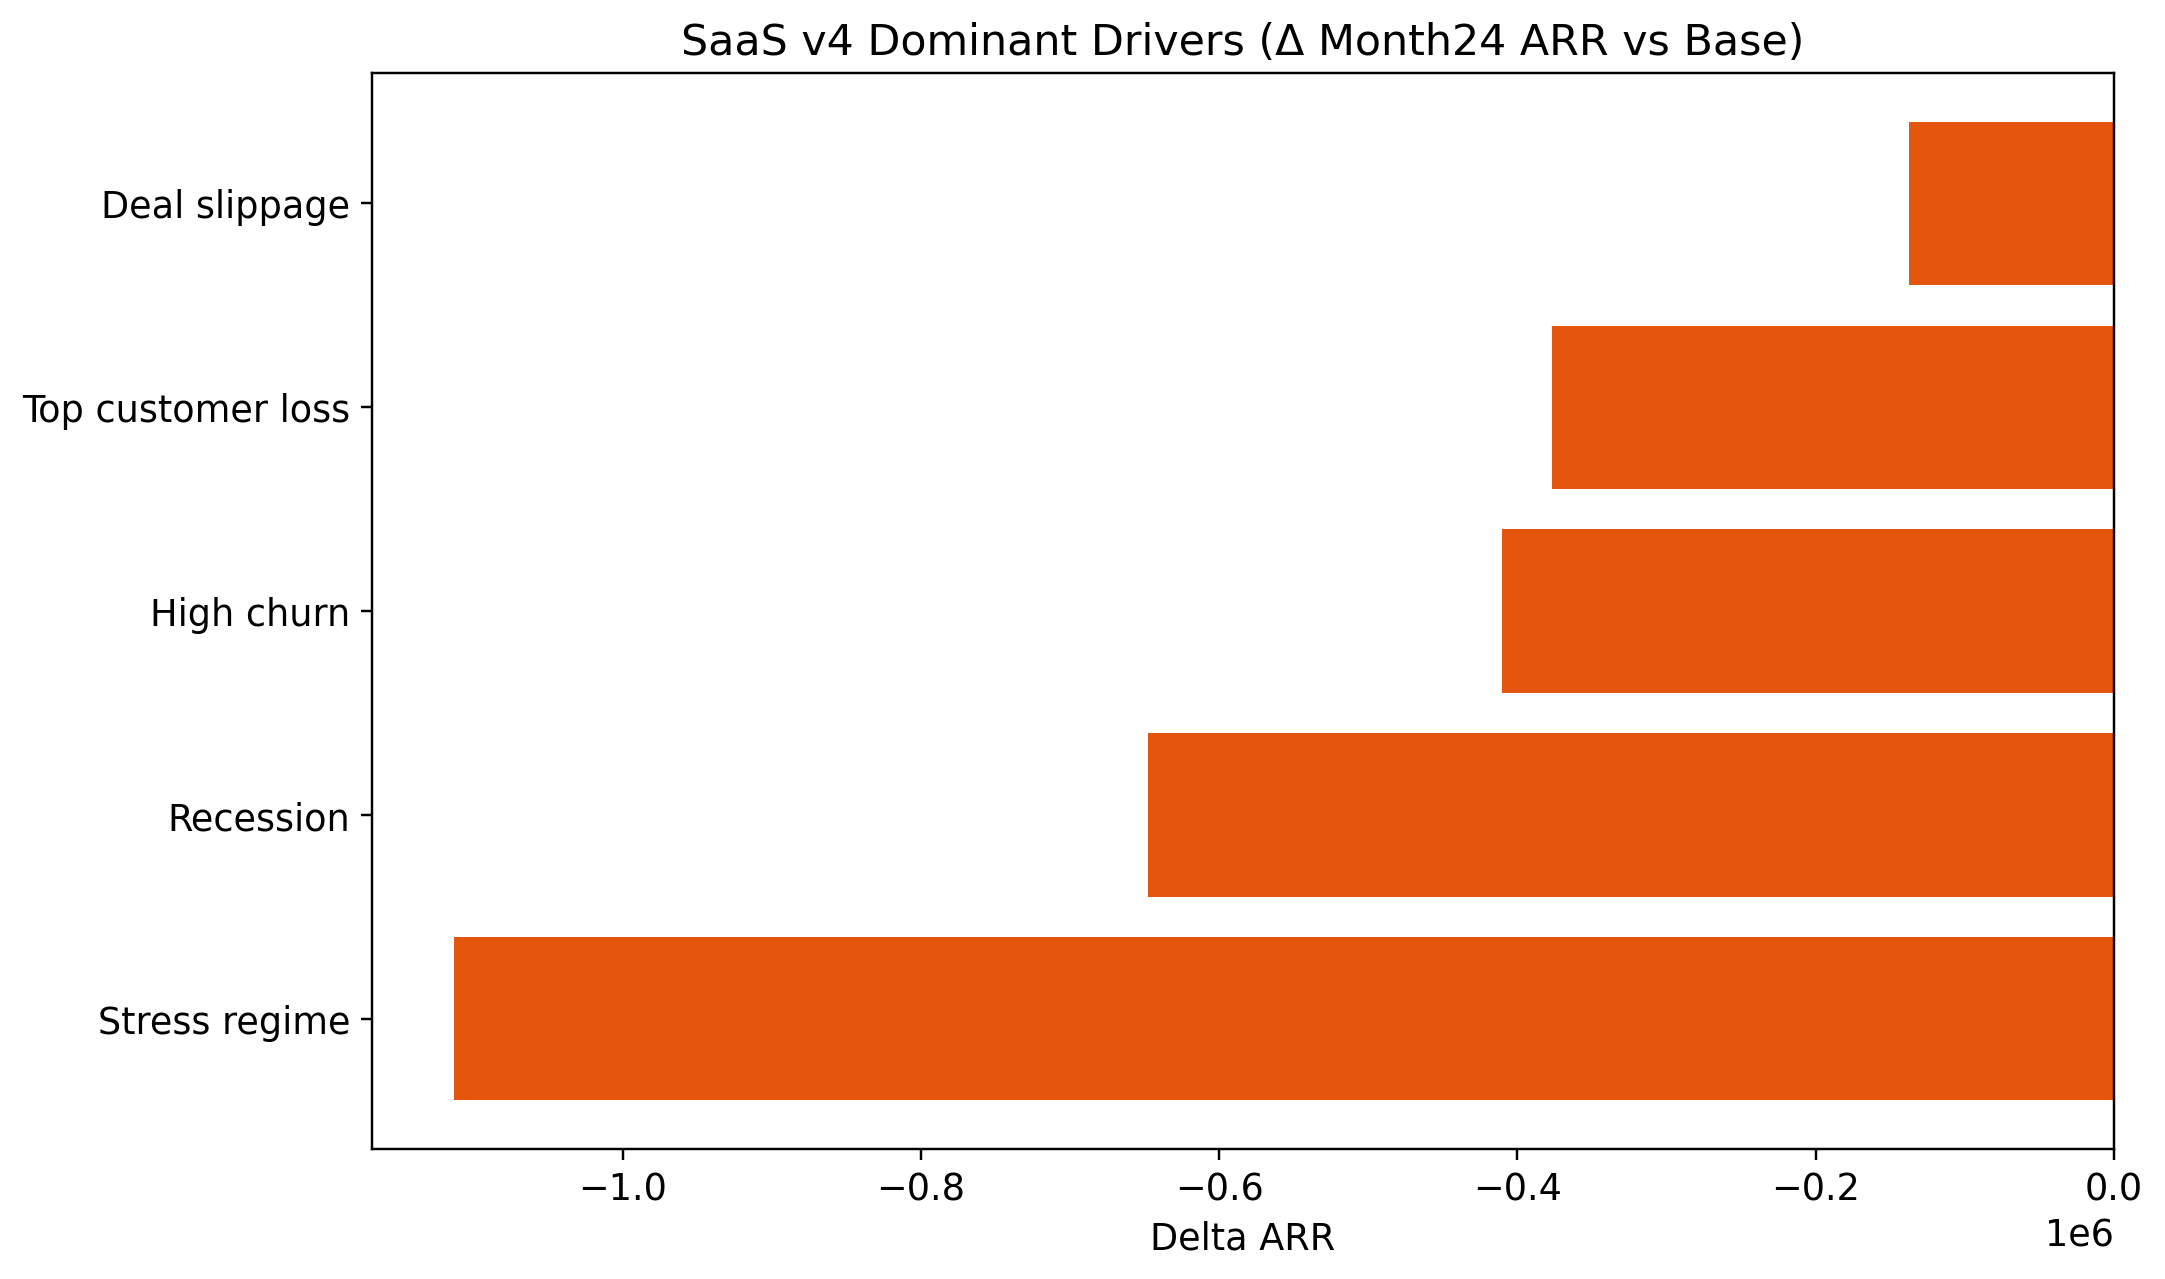 SaaS v4 Dominant Drivers (Δ Month24 ARR vs Base)
Deal slippage
Top customer loss
High churn
Recession
Stress regime
−1.0 −0.8 −0.6 −0.4 −0.2 0.0
1e6
Delta ARR